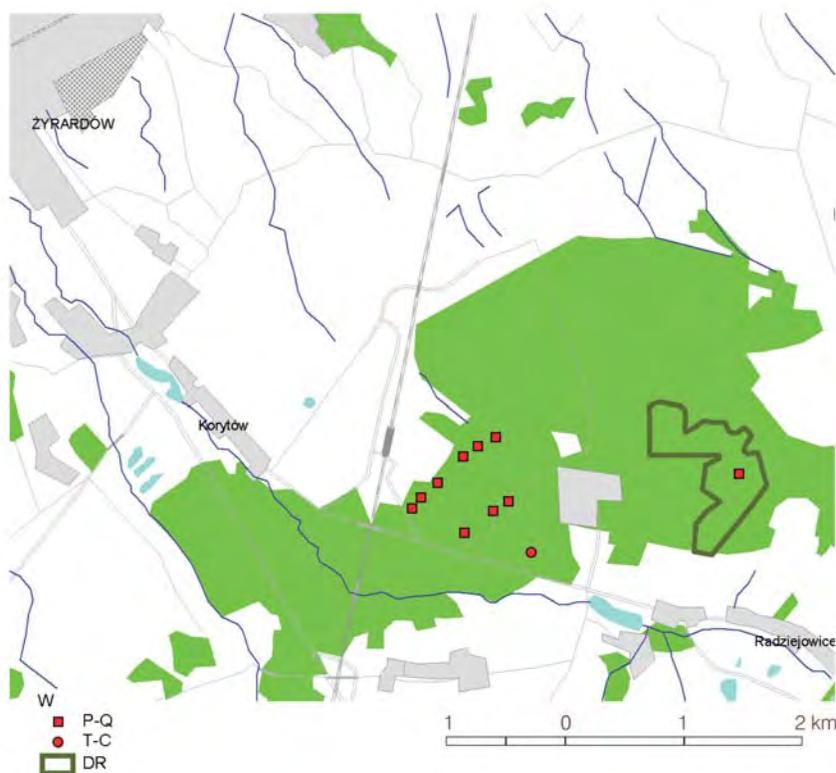 ŻYRARDÓW
Korytów
Radziejowice
W
P-Q
T-C
DR
1 0 1 2 km